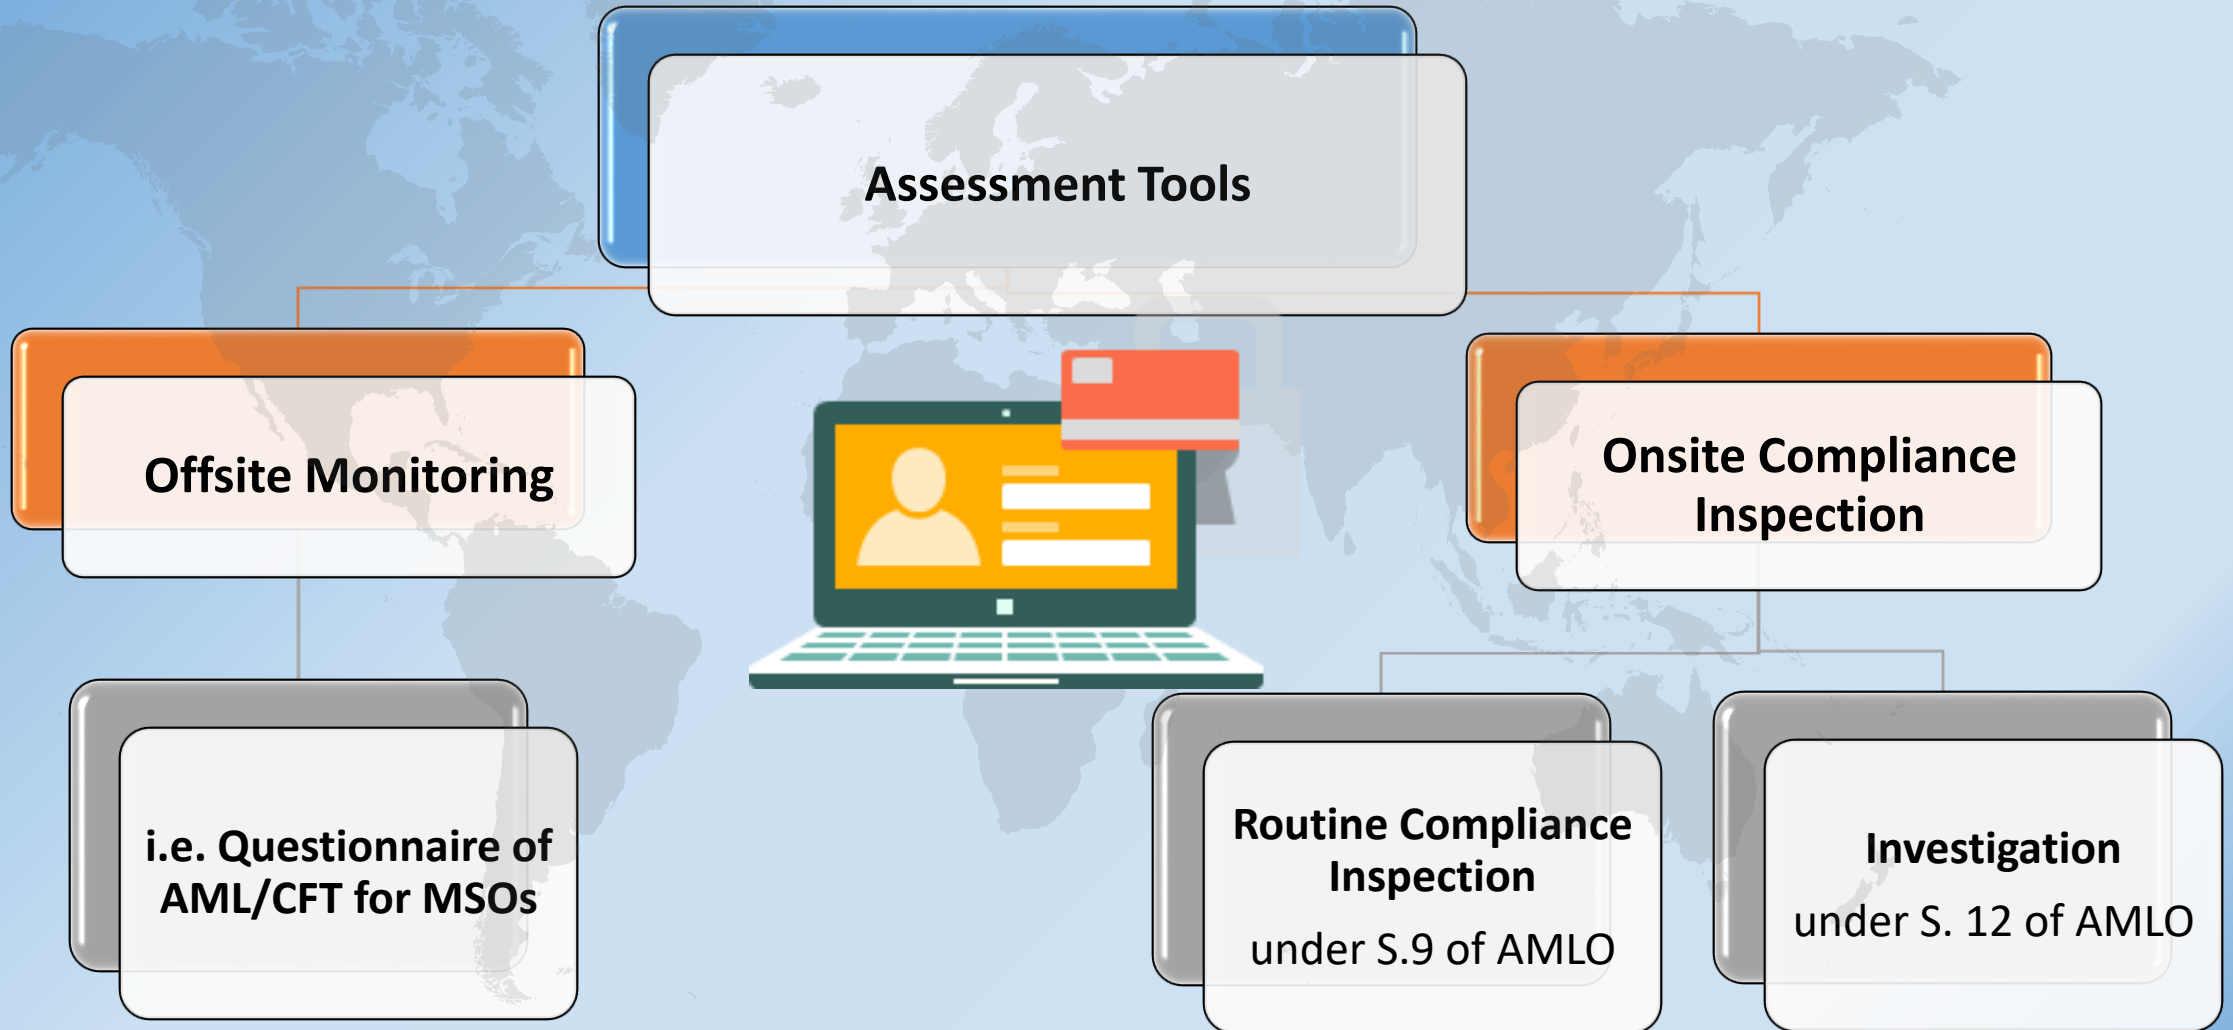 Assessment Tools
Offsite Monitoring
Onsite Compliance
Inspection
i.e. Questionnaire of
AML/CFT for MSOs
Routine Compliance
Inspection
under S.9 of AMLO
Investigation
under S. 12 of AMLO